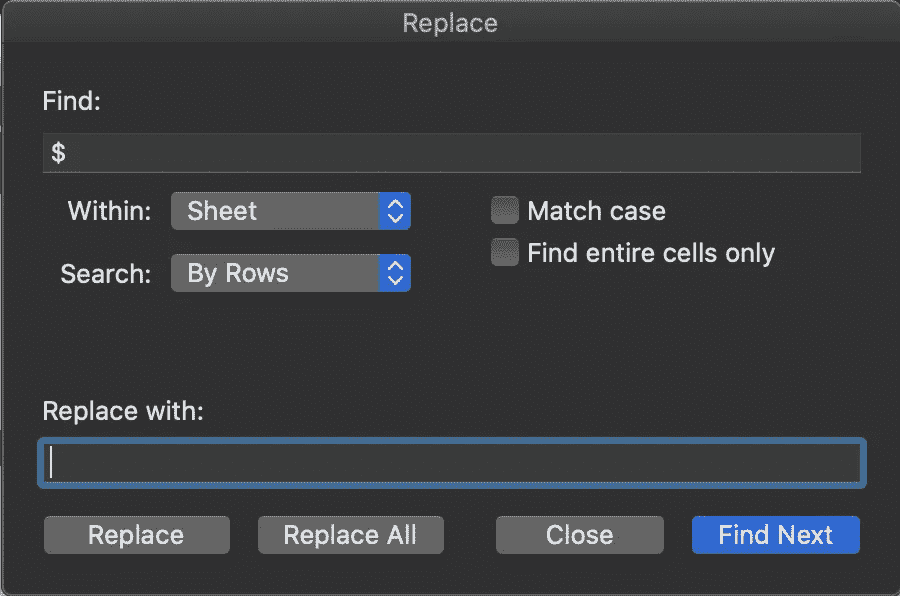 Replace
Find:
$
Within: Sheet
Match case
Search: By Rows
Find entire cells only
Replace with:
Replace Replace All Close Find Next